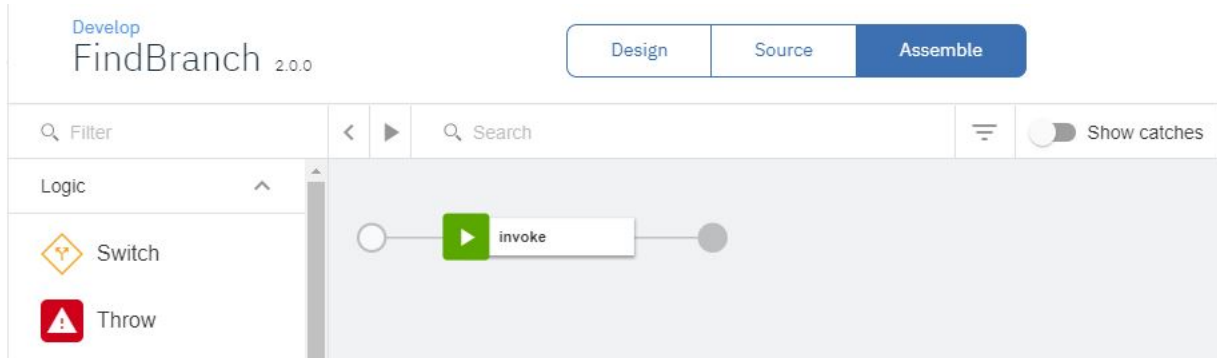 Develop
FindBranch 2.0.0
Design Source Assemble
Filter Search Show catches
Logic
invoke
Switch
Throw